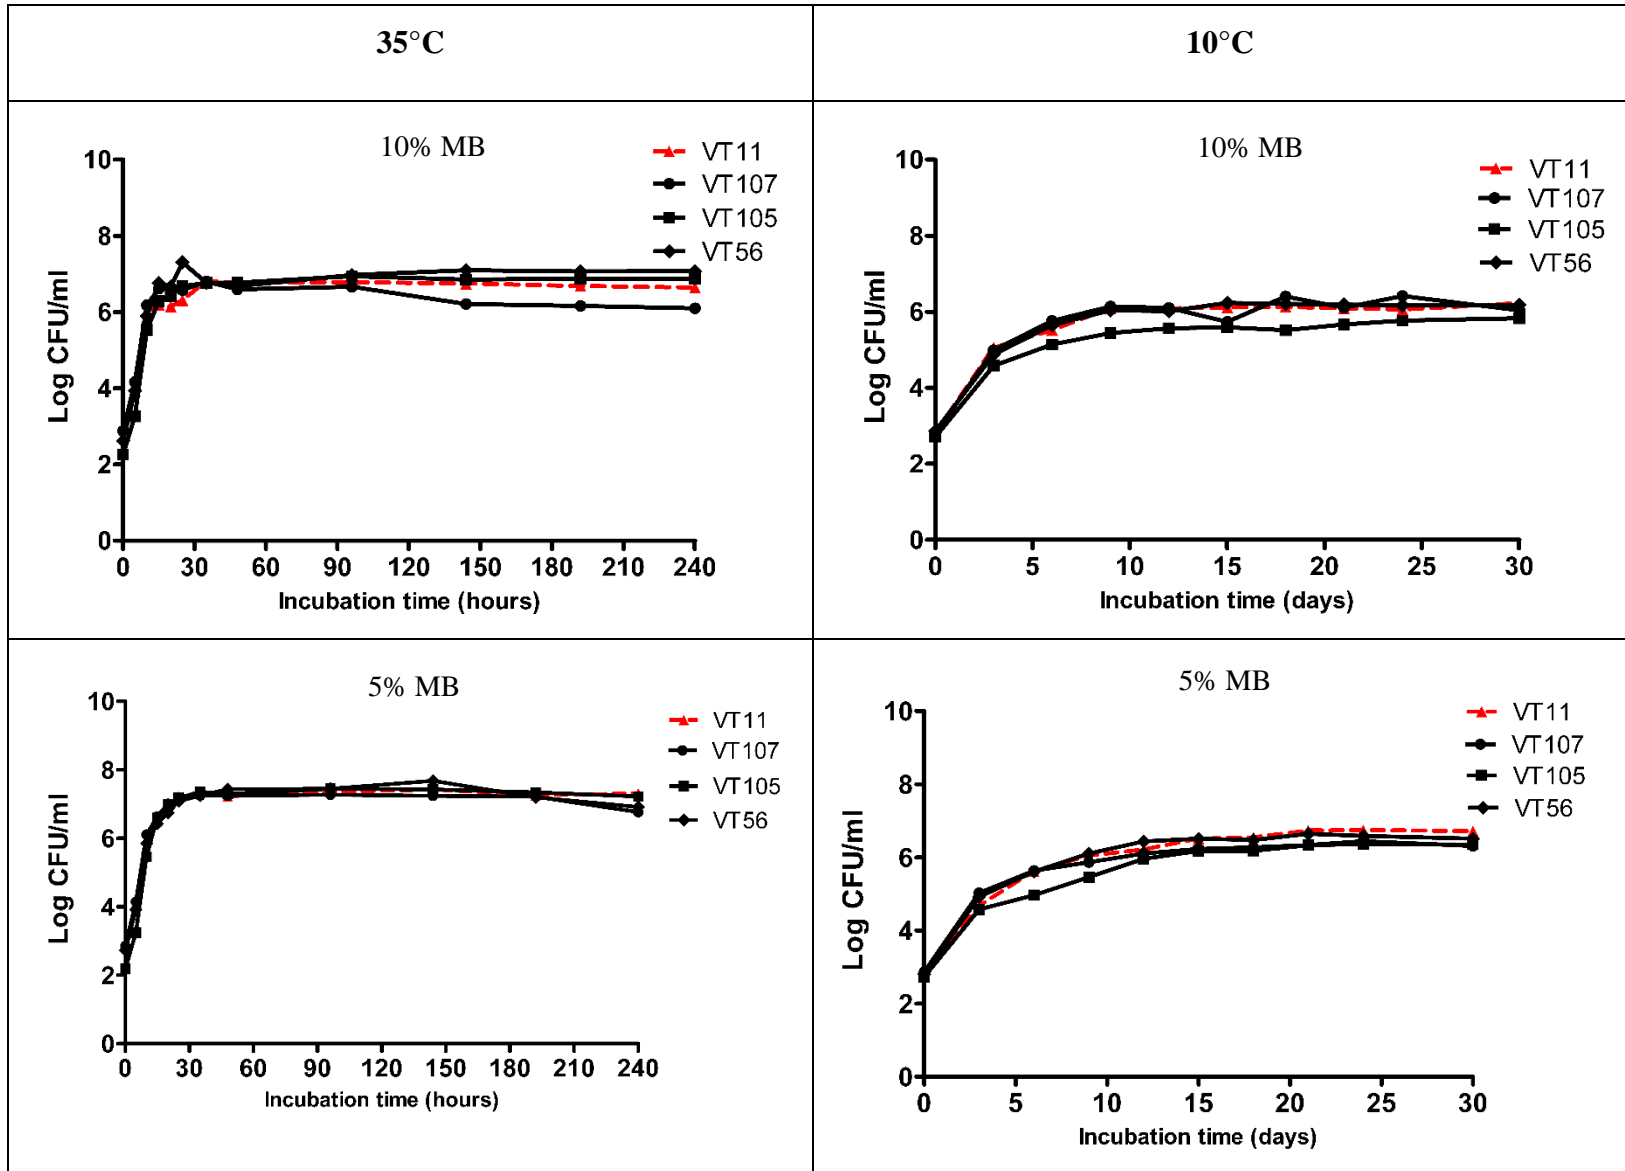 35°C
10°C
10% MB
VT11
VT107
VT105
VT56
10
8
6
4
2
0
Log CFU/ml
0 30 60 90 120 150 180 210 240
Incubation time (hours)
10% MB
VT11
VT107
VT105
VT56
10
8
6
4
2
0
Log CFU/ml
0 5 10 15 20 25 30
Incubation time (days)
5% MB
VT11
VT107
VT105
VT56
10
8
6
4
2
0
Log CFU/ml
0 30 60 90 120 150 180 210 240
Incubation time (hours)
5% MB
VT11
VT107
VT105
VT56
10
8
6
4
2
0
Log CFU/ml
0 5 10 15 20 25 30
Incubation time (days)